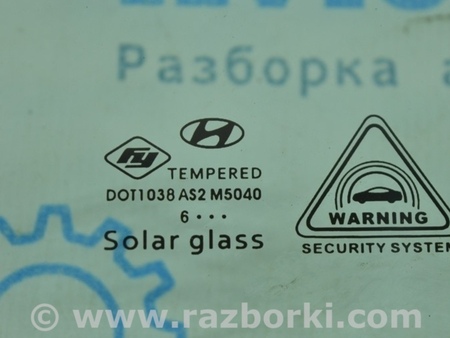 Разборка а
TEMPERED
DOT1038 AS2 M5040
6 • • •
Solar glass
WARNING
SECURITY SYSTEM
© www.razborki.com